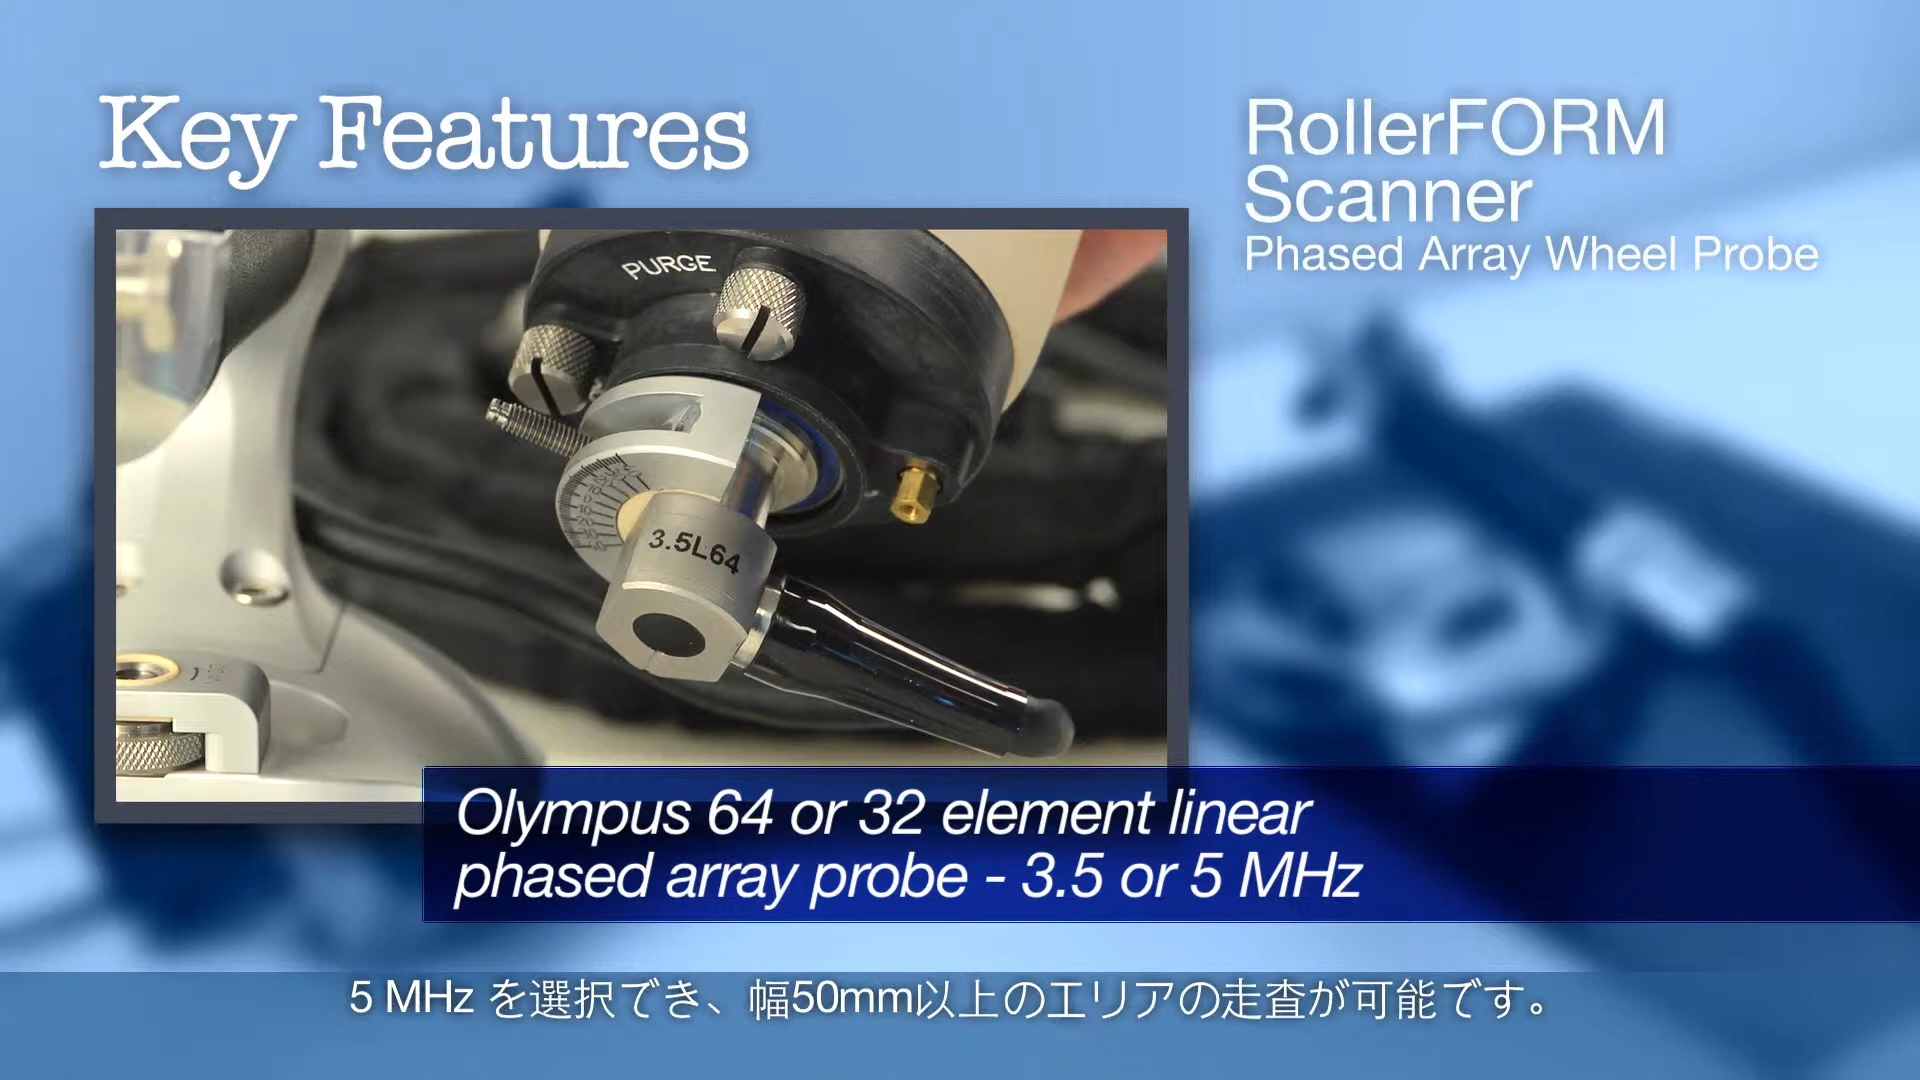 Key Features
RollerFORM
Scanner
Phased Array Wheel Probe
PURGE
3.5L64
Olympus 64 or 32 element linear
phased array probe - 3.5 or 5 MHz
5 MHz を選択でき、幅50mm以上のエリアの走査が可能です。